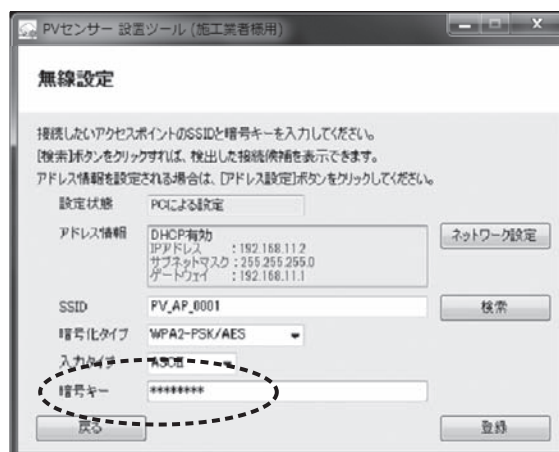 PVセンサー 設置ツール (施工業者様用)
無線設定
接続したいアクセスポイントのSSIDと暗号キーを入力してください。
[検索]ボタンをクリックすれば、検出した接続候補を表示できます。
アドレス情報を設定される場合は、[アドレス設定]ボタンをクリックしてください。
設定状態 PCによる設定
アドレス情報 DHCP有効 ネットワーク設定
IPアドレス : 192.168.11.2
サブネットマスク : 255.255.255.0
ゲートウェイ : 192.168.11.1
SSID PV_AP_0001 検索
暗号化タイプ WPA2-PSK/AES
入力タイプ ASCII
暗号キー ********
戻る 登録